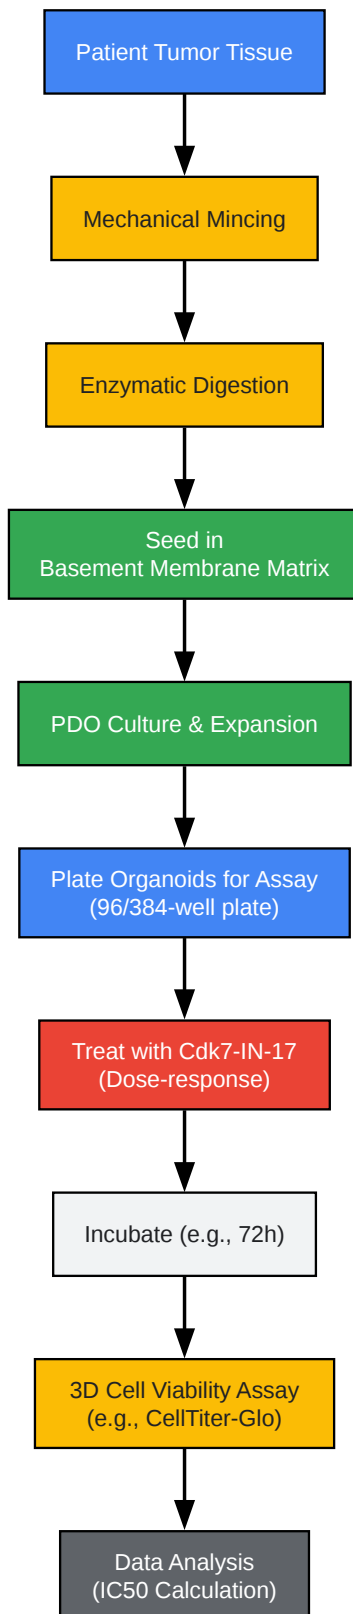 Patient Tumor Tissue
Mechanical Mincing
Enzymatic Digestion
Seed in
Basement Membrane Matrix
PDO Culture & Expansion
Plate Organoids for Assay
(96/384-well plate)
Treat with Cdk7-IN-17
(Dose-response)
Incubate (e.g., 72h)
3D Cell Viability Assay
(e.g., CellTiter-Glo)
Data Analysis
(IC50 Calculation)